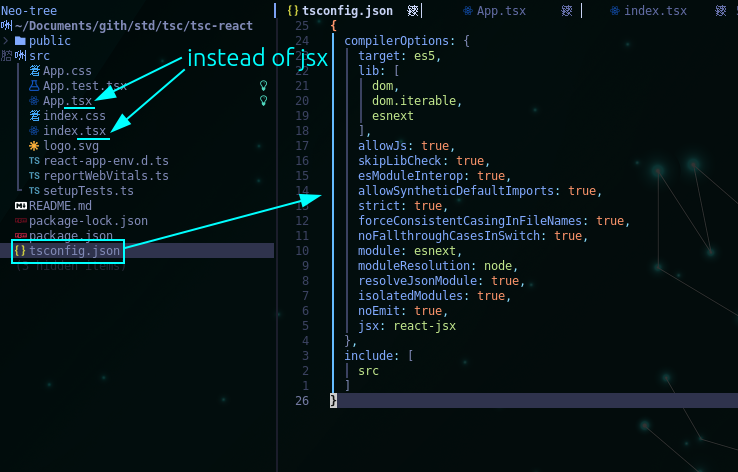 Neo-tree
~/Documents/gith/std/tsc/tsc-react
public
src
App.css
App.test.tsx
App.tsx
index.css
index.tsx
logo.svg
TS react-app-env.d.ts
TS reportWebVitals.ts
TS setupTests.ts
README.md
package-lock.json
package.json
{} tsconfig.json
(3 hidden items)
instead of jsx
{} tsconfig.json App.tsx index.tsx
25 {
24 compilerOptions: {
23 target: es5,
22 lib: [
21 dom,
20 dom.iterable,
19 esnext
18 ],
17 allowJs: true,
16 skipLibCheck: true,
15 esModuleInterop: true,
14 allowSyntheticDefaultImports: true,
13 strict: true,
12 forceConsistentCasingInFileNames: true,
11 noFallthroughCasesInSwitch: true,
10 module: esnext,
9 moduleResolution: node,
8 resolveJsonModule: true,
7 isolatedModules: true,
6 noEmit: true,
5 jsx: react-jsx
4 },
3 include: [
2 src
1 ]
26 }